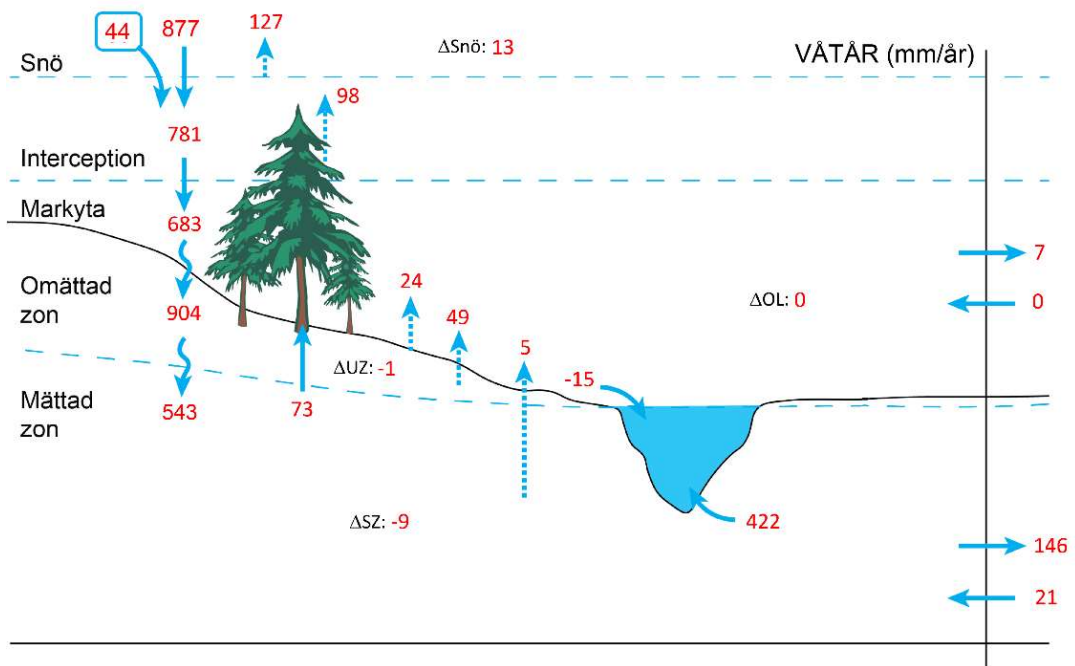 44 877 127 ΔSnö: 13
VÅTÅR (mm/år)
Snö
98
781
Interception
Markyta
683
7
24
Omättad
zon
904
49
ΔOL: 0
0
5
ΔUZ: -1
-15
Mättad
zon
543
73
ΔSZ: -9
422
146
21